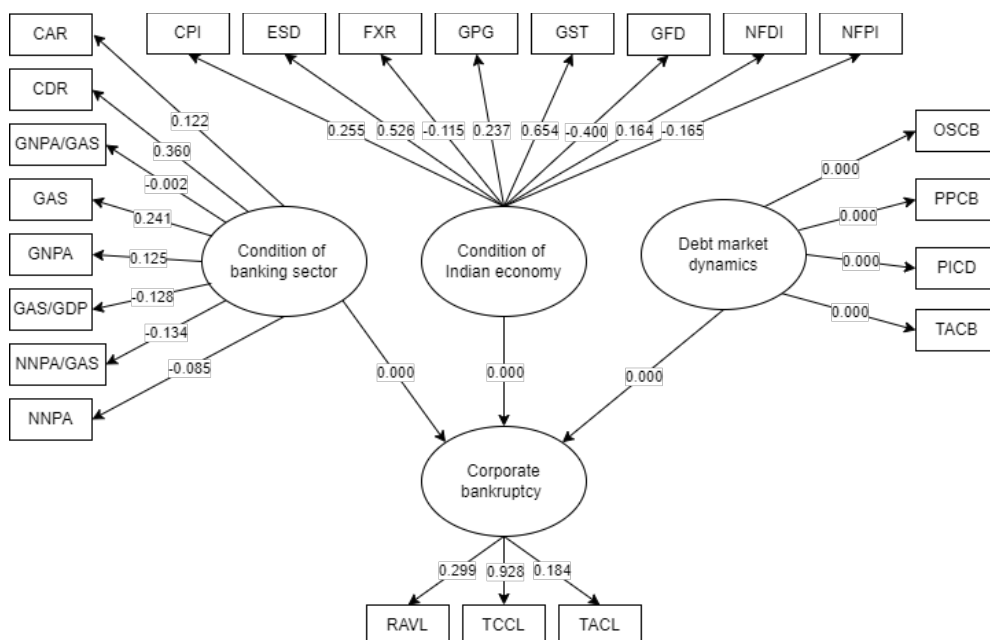 CAR
CPI
ESD
FXR
GPG
GST
GFD
NFDI
NFPI
CDR
GNPA/GAS
GAS
GNPA
GAS/GDP
NNPA/GAS
NNPA
0.122
0.360
-0.002
0.241
0.125
-0.128
-0.134
-0.085
0.255
0.526
-0.115
0.237
0.654
-0.400
0.164
-0.165
OSCB
PPCB
PICD
TACB
0.000
0.000
0.000
0.000
Condition of
banking sector
Condition of
Indian economy
Debt market
dynamics
0.000
0.000
0.000
Corporate
bankruptcy
0.299
0.928
0.184
RAVL
TCCL
TACL